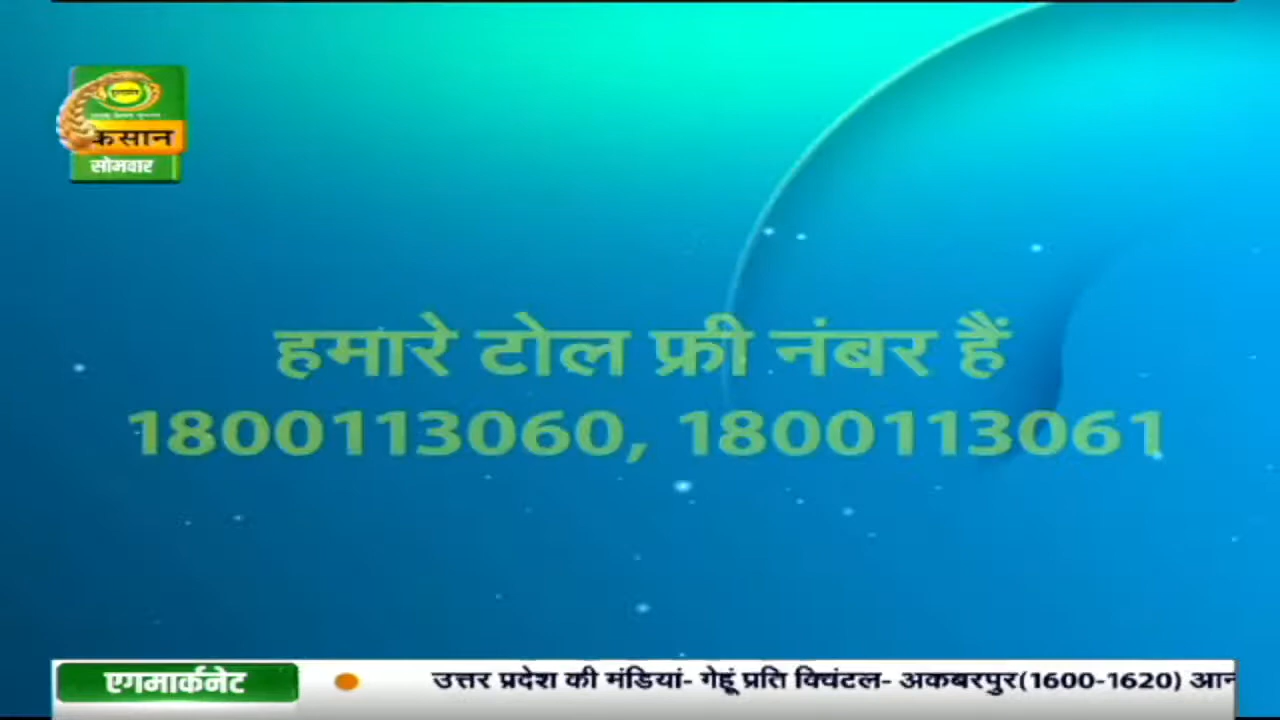 किसान
सोमवार
हमारे टोल फ्री नंबर हैं
1800113060, 1800113061
एगमार्कनेट
उत्तर प्रदेश की मंडियां- गेहूं प्रति क्विंटल- अकबरपुर(1600-1620)